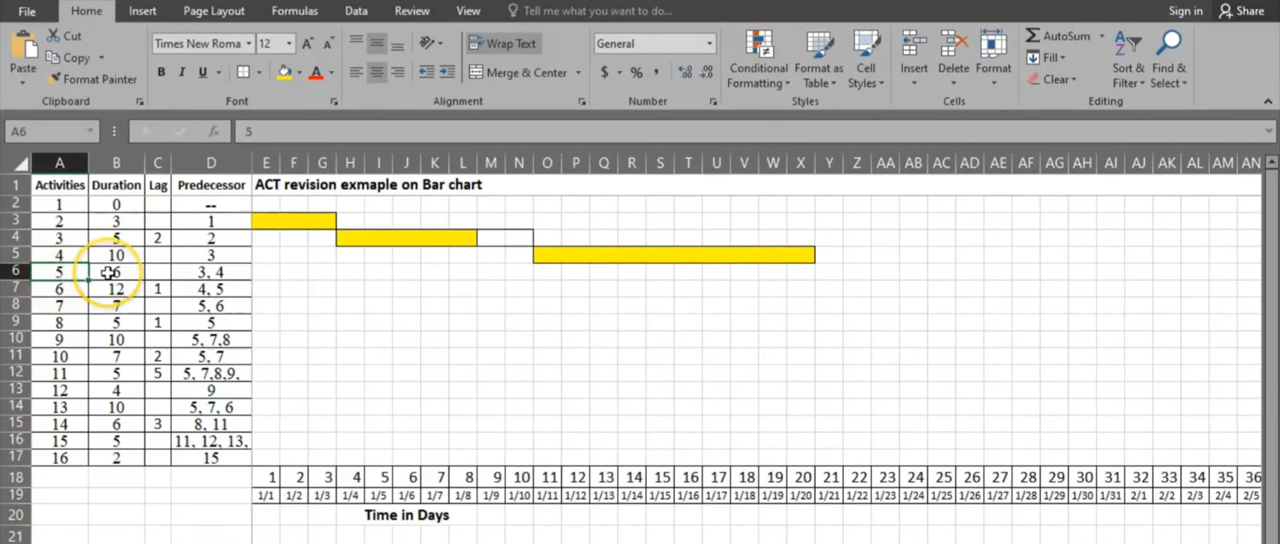 File Home Insert Page Layout Formulas Data Review View Tell me what you want to do... Sign in Share
Cut
Copy
Format Painter
Paste
Clipboard
Times New Roma 12 A A
B I U A
Font
Wrap Text
Merge & Center
Alignment
General
$ % , .00 .0
Number
Conditional Formatting
Format as Table
Cell Styles
Styles
Insert Delete Format
Cells
AutoSum
Fill
Clear
Sort & Filter
Find & Select
Editing
A6 fx 5
A B C D E F G H I J K L M N O P Q R S T U V W X Y Z AA AB AC AD AE AF AG AH AI AJ AK AL AM AN
1 Activities Duration Lag Predecessor ACT revision exmaple on Bar chart
2 1 0 --
3 2 3 1
4 3 5 2 2
5 4 10 3
6 5 6 3, 4
7 6 12 1 4, 5
8 7 7 5, 6
9 8 5 1 5
10 9 10 5, 7,8
11 10 7 2 5, 7
12 11 5 5 5, 7,8,9,
13 12 4 9
14 13 10 5, 7, 6
15 14 6 3 8, 11
16 15 5 11, 12, 13,
17 16 2 15
18 1 2 3 4 5 6 7 8 9 10 11 12 13 14 15 16 17 18 19 20 21 22 23 24 25 26 27 28 29 30 31 32 33 34 35 36
19 1/1 1/2 1/3 1/4 1/5 1/6 1/7 1/8 1/9 1/10 1/11 1/12 1/13 1/14 1/15 1/16 1/17 1/18 1/19 1/20 1/21 1/22 1/23 1/24 1/25 1/26 1/27 1/28 1/29 1/30 1/31 2/1 2/2 2/3 2/4 2/5
20 Time in Days
21